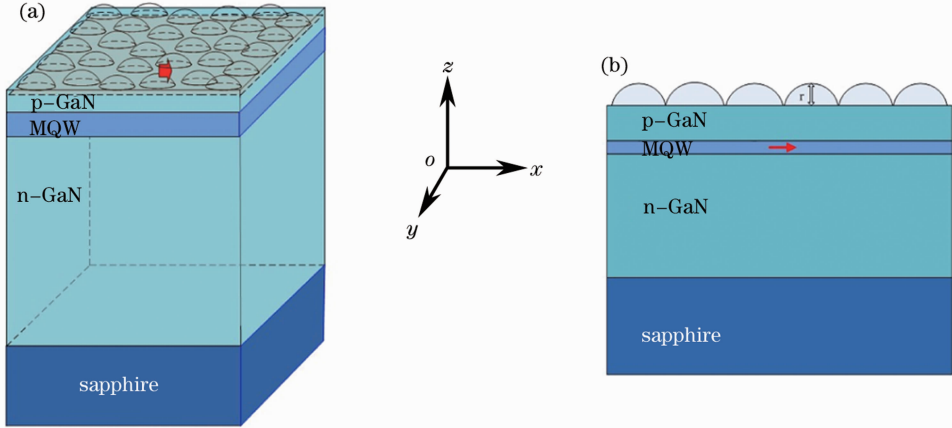 (a)
p-GaN
MQW
n-GaN
sapphire
z
o
x
y
(b)
r
p-GaN
MQW
n-GaN
sapphire